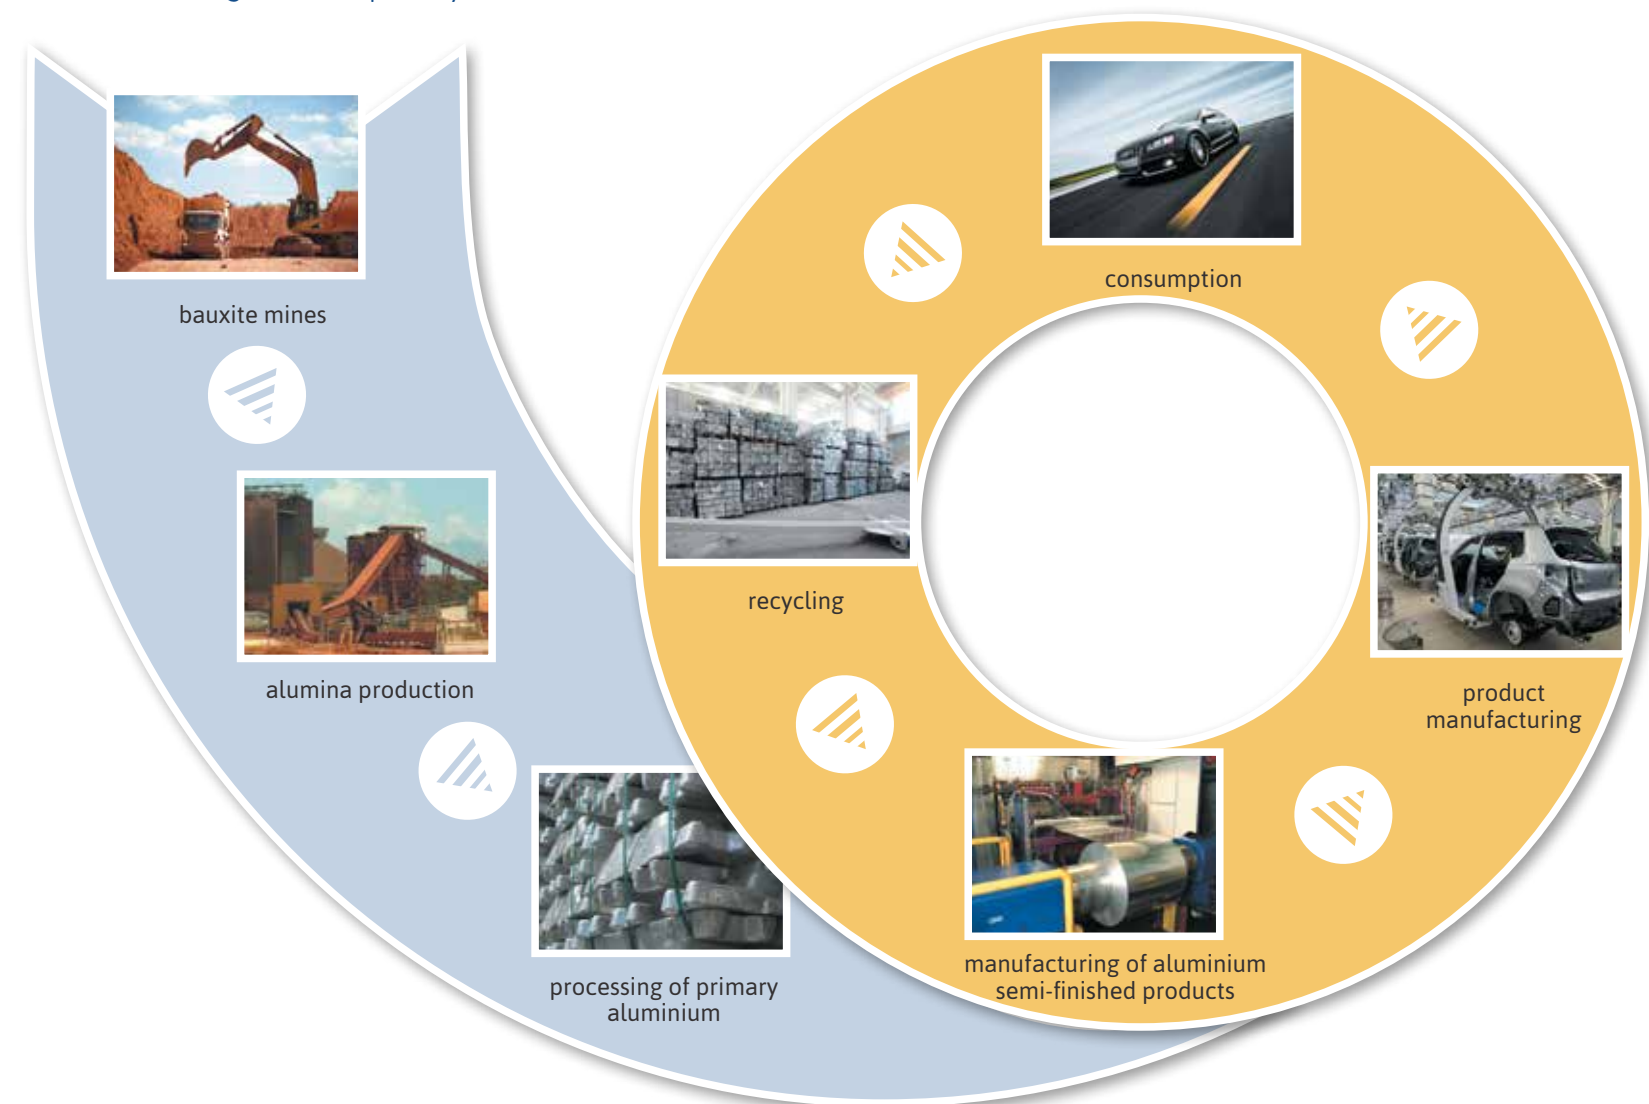 bauxite mines
alumina production
processing of primary
aluminium
consumption
recycling
product
manufacturing
manufacturing of aluminium
semi-finished products